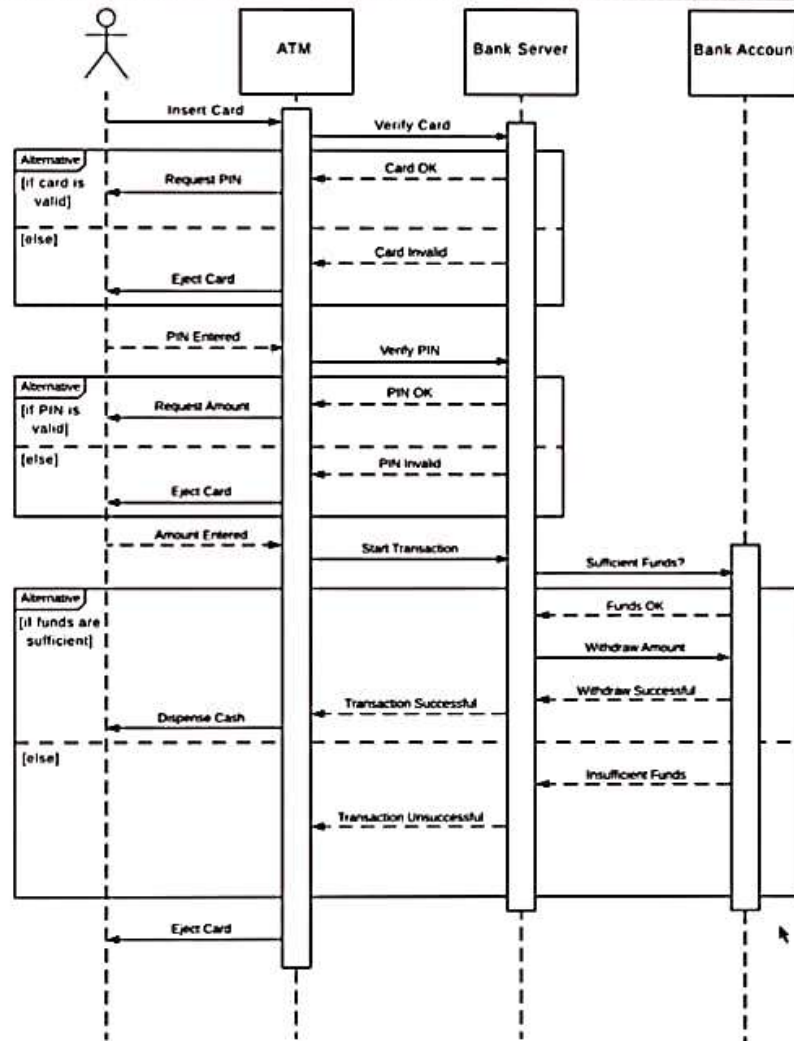 ATM
Bank Server
Bank Account
Insert Card
Verify Card
Alternative
[if card is
valid]
Card OK
Request PIN
[else]
Card Invalid
Eject Card
PIN Entered
Verify PIN
Alternative
[if PIN is
valid]
PIN OK
Request Amount
[else]
PIN Invalid
Eject Card
Amount Entered
Start Transaction
Sufficient Funds?
Alternative
[if funds are
sufficient]
Funds OK
Withdraw Amount
Withdraw Successful
Transaction Successful
Dispense Cash
[else]
Insufficient Funds
Transaction Unsuccessful
Eject Card